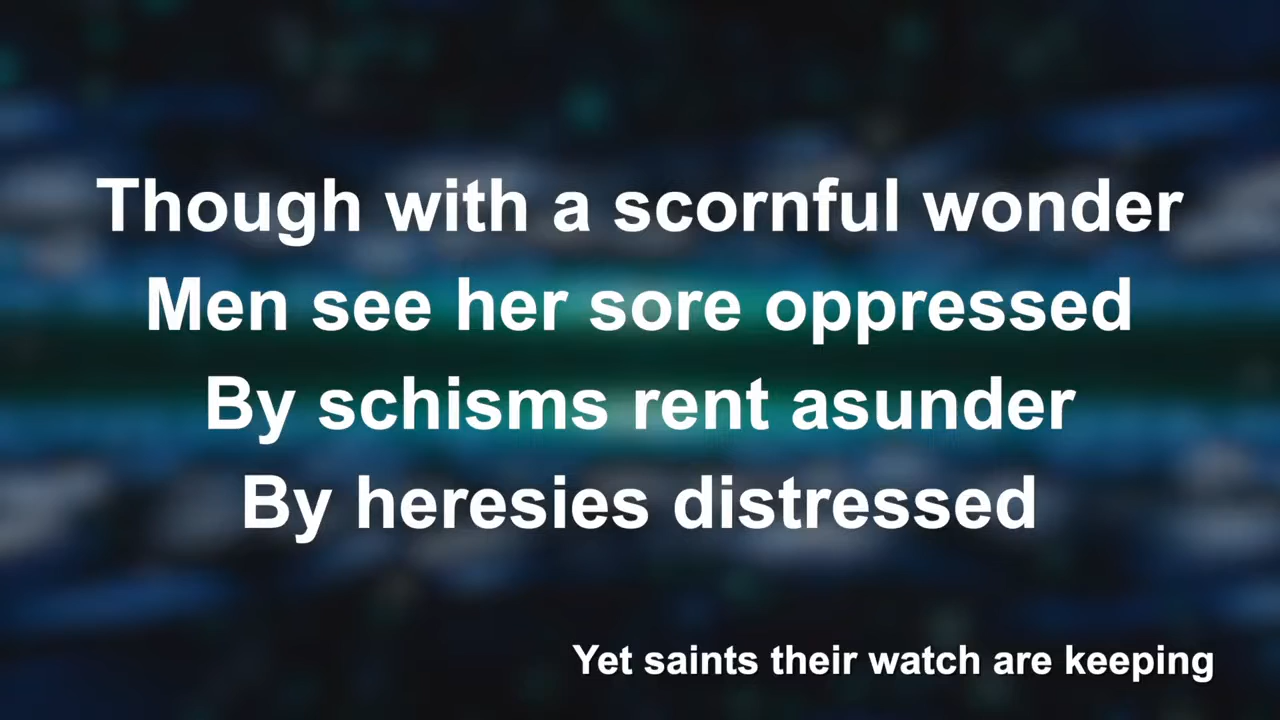 Though with a scornful wonder
Men see her sore oppressed
By schisms rent asunder
By heresies distressed
Yet saints their watch are keeping